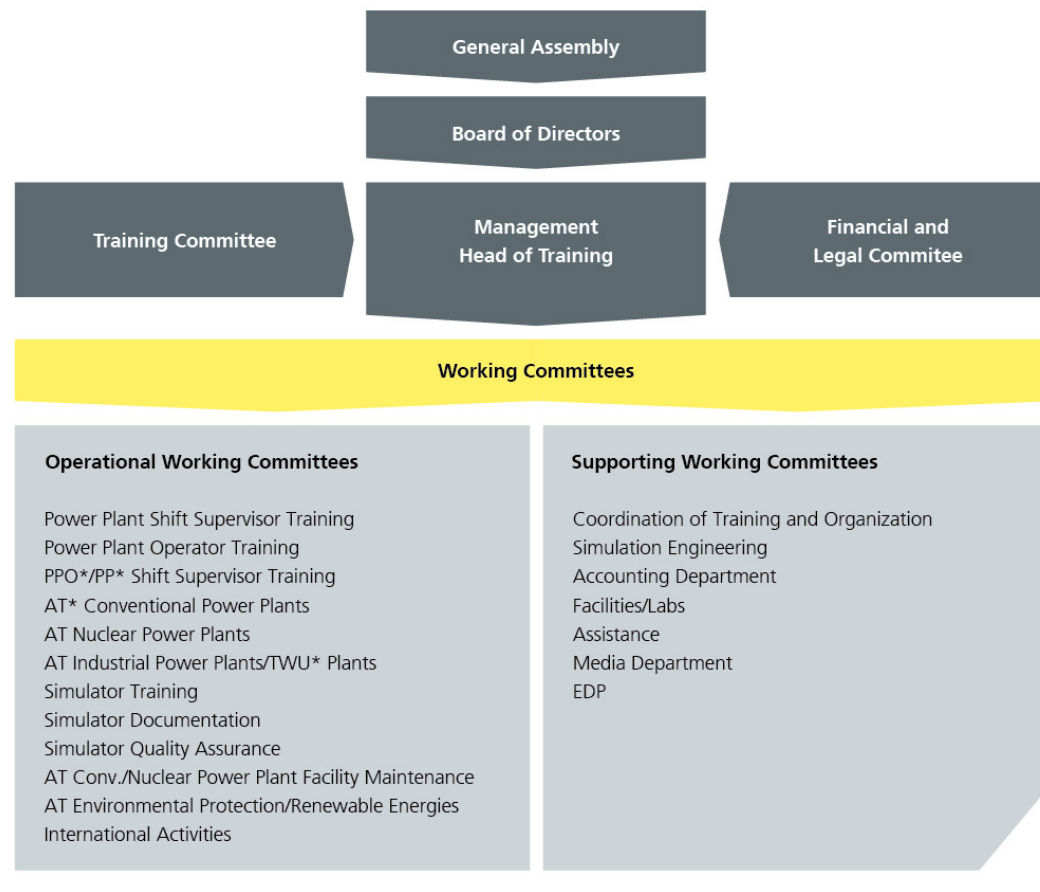 General Assembly
Board of Directors
Training Committee
Management
Head of Training
Financial and
Legal Commitee
Working Committees
Operational Working Committees
Power Plant Shift Supervisor Training
Power Plant Operator Training
PPO*/PP* Shift Supervisor Training
AT* Conventional Power Plants
AT Nuclear Power Plants
AT Industrial Power Plants/TWU* Plants
Simulator Training
Simulator Documentation
Simulator Quality Assurance
AT Conv./Nuclear Power Plant Facility Maintenance
AT Environmental Protection/Renewable Energies
International Activities
Supporting Working Committees
Coordination of Training and Organization
Simulation Engineering
Accounting Department
Facilities/Labs
Assistance
Media Department
EDP